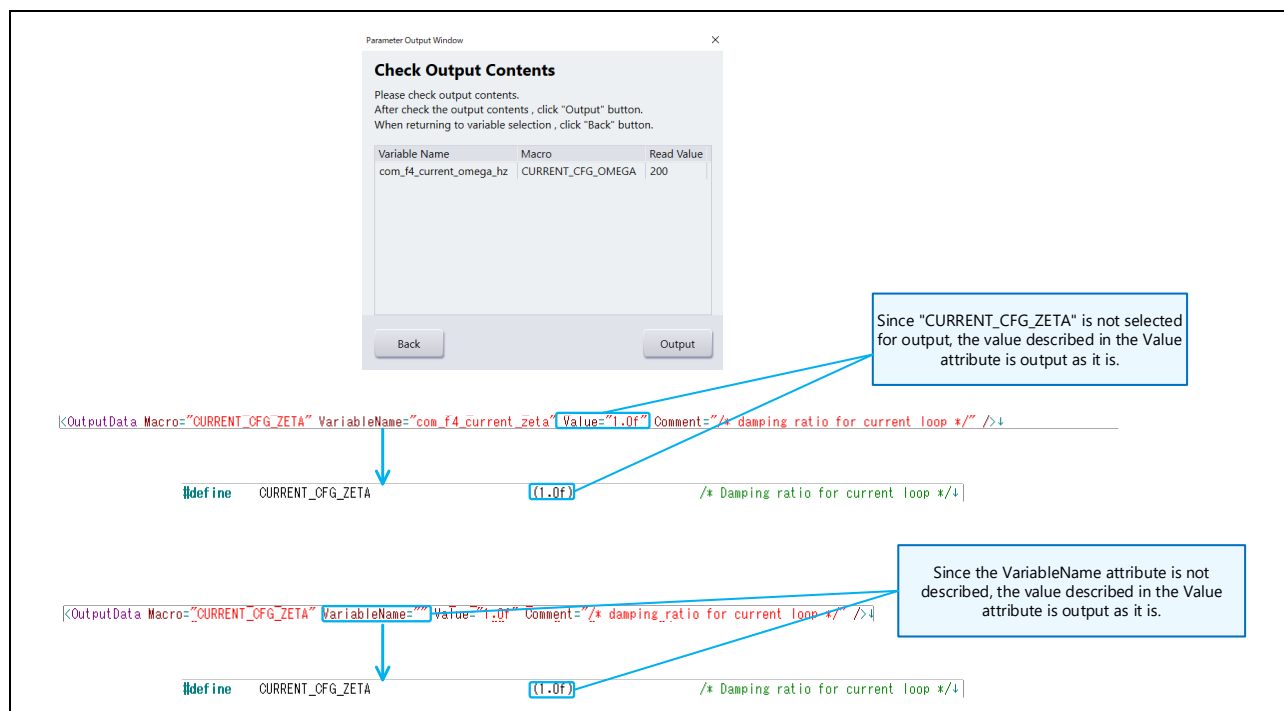 Parameter Output Window ×
Check Output Contents
Please check output contents.
After check the output contents , click "Output" button.
When returning to variable selection , click "Back" button.
Variable Name Macro Read Value
com_f4_current_omega_hz CURRENT_CFG_OMEGA 200
Back Output
Since "CURRENT_CFG_ZETA" is not selected
for output, the value described in the Value
attribute is output as it is.
<OutputData Macro="CURRENT_CFG_ZETA" VariableName="com_f4_current_zeta" Value="1.0f" Comment="/* damping ratio for current loop */" />↓
#define CURRENT_CFG_ZETA (1.0f) /* Damping ratio for current loop */↓
Since the VariableName attribute is not
described, the value described in the Value
attribute is output as it is.
<OutputData Macro="CURRENT_CFG_ZETA" VariableName="" Value="1.0f" Comment="/* damping ratio for current loop */" />↓
#define CURRENT_CFG_ZETA (1.0f) /* Damping ratio for current loop */↓